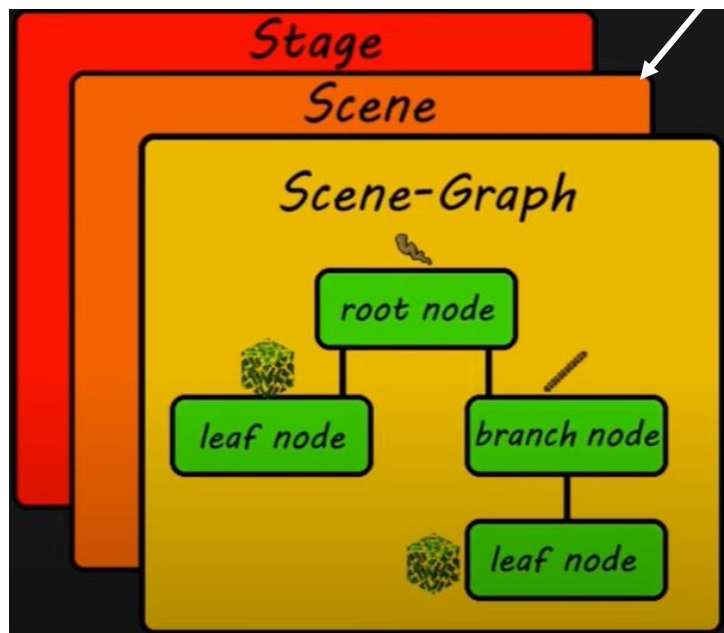 Stage
Scene
Scene-Graph
root node
leaf node
branch node
leaf node